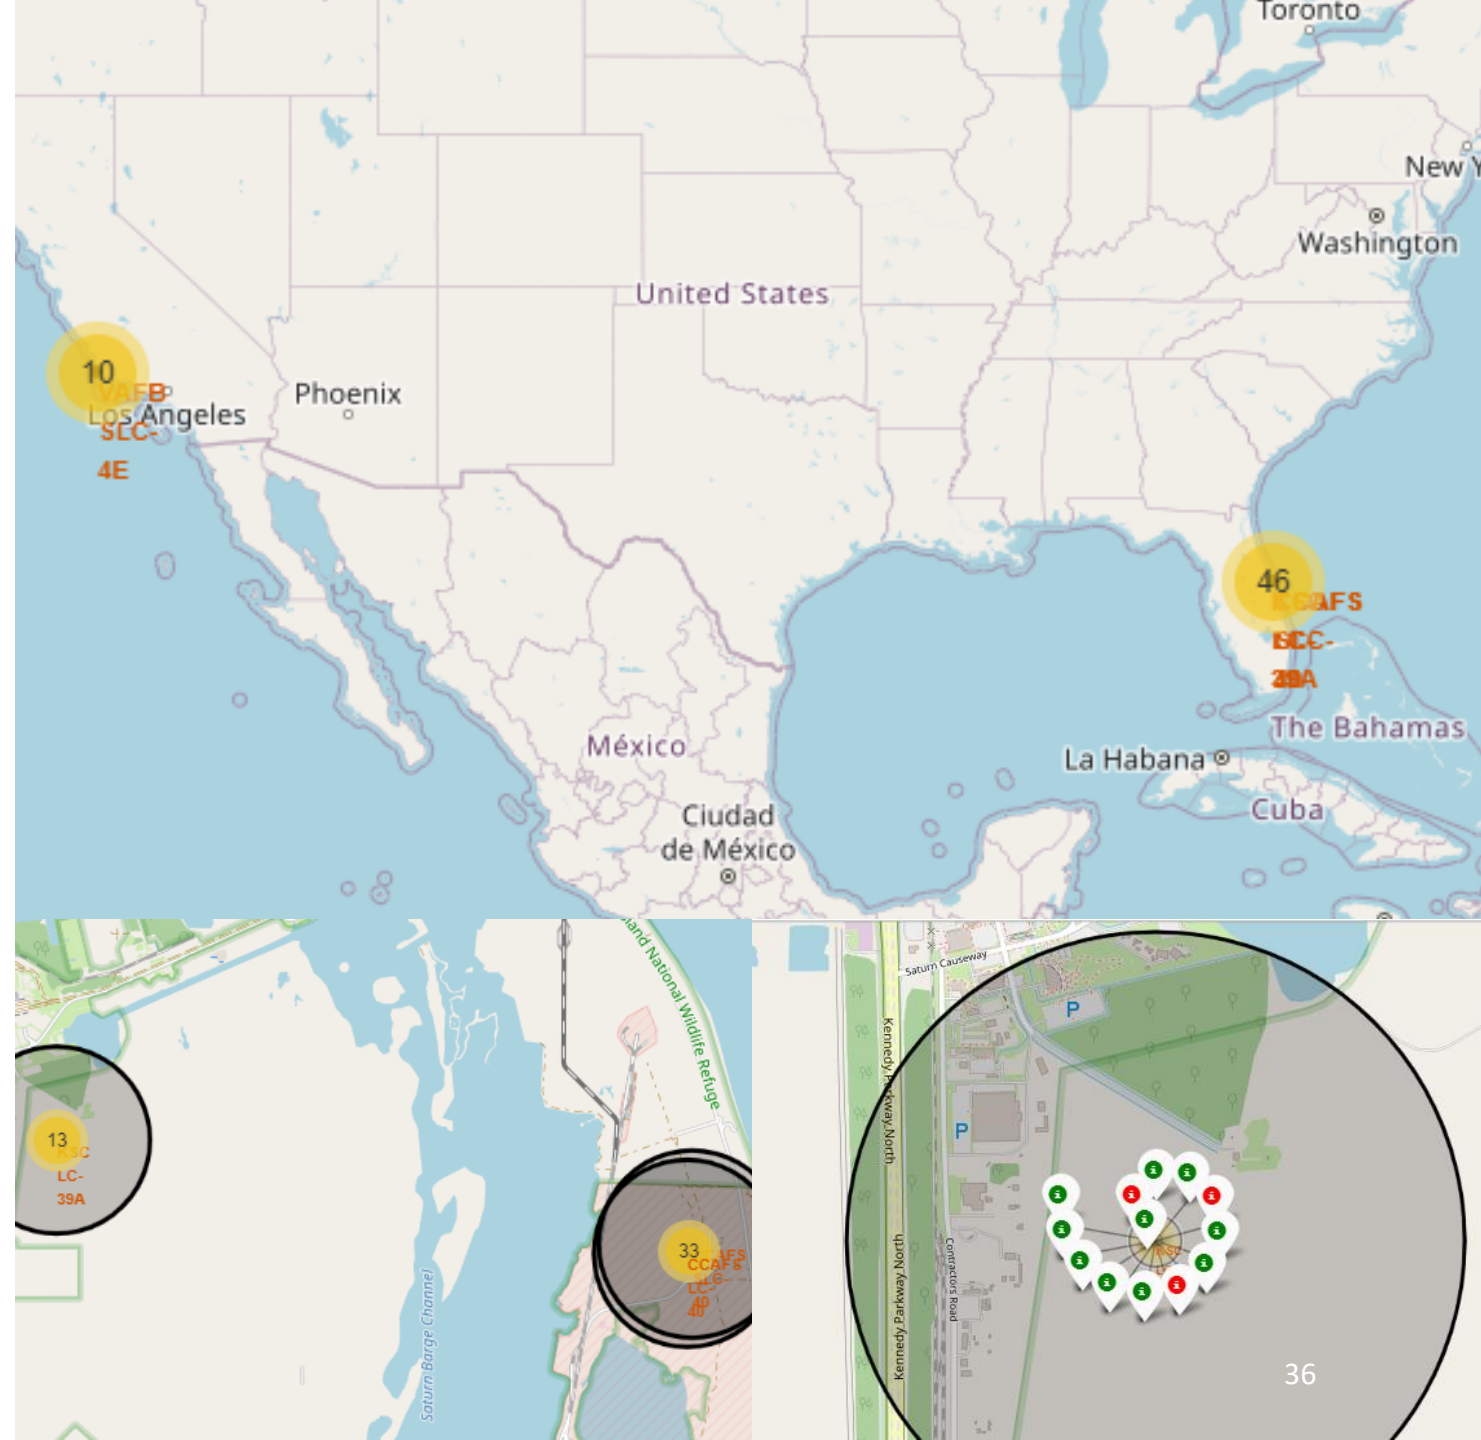 Toronto
New Y
Washington
United States
10
VAFB
Los Angeles
SLC-
4E
Phoenix
46
CCAFS
The Bahamas
La Habana
México
Cuba
Ciudad
de México
land National Wildlife Refuge
13
KSC
LC-
39A
33
CCAFS
LC-
40
Saturn Barge Channel
Saturn Causeway
P
Kennedy Parkway North
P
Kennedy Parkway North
Contractors Road
KSC
36